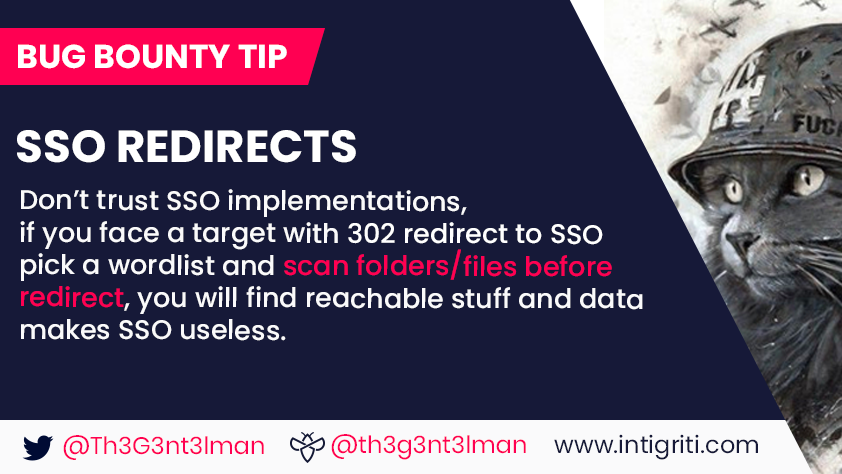 BUG BOUNTY TIP
SSO REDIRECTS
Don't trust SSO implementations,
if you face a target with 302 redirect to SSO
pick a wordlist and scan folders/files before
redirect, you will find reachable stuff and data
makes SSO useless.
@Th3G3nt3lman
@th3g3nt3lman
www.intigriti.com